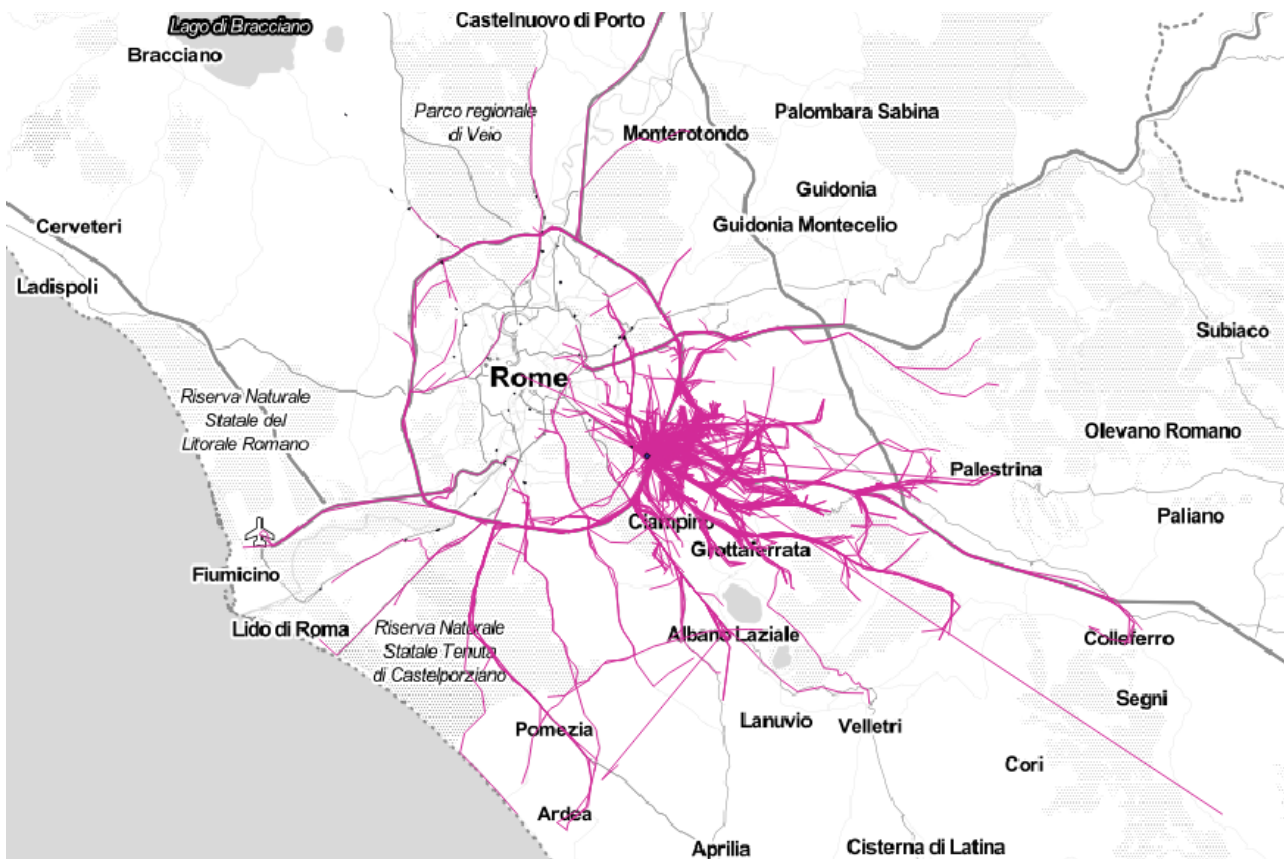 Castelnuovo di Porto
Lago di Bracciano
Bracciano
Parco regionale
di Veio
Palombara Sabina
Monterotondo
Guidonia
Guidonia Montecelio
Cerveteri
Ladispoli
Subiaco
Rome
Riserva Naturale
Statale del
Litorale Romano
Olevano Romano
Palestrina
Paliano
Ciampino
Grottaferrata
Fiumicino
Lido di Roma
Riserva Naturale
Statale Tenuta
di Castelporziano
Albano Laziale
Colleferro
Segni
Lanuvio
Velletri
Pomezia
Cori
Ardea
Aprilia
Cisterna di Latina